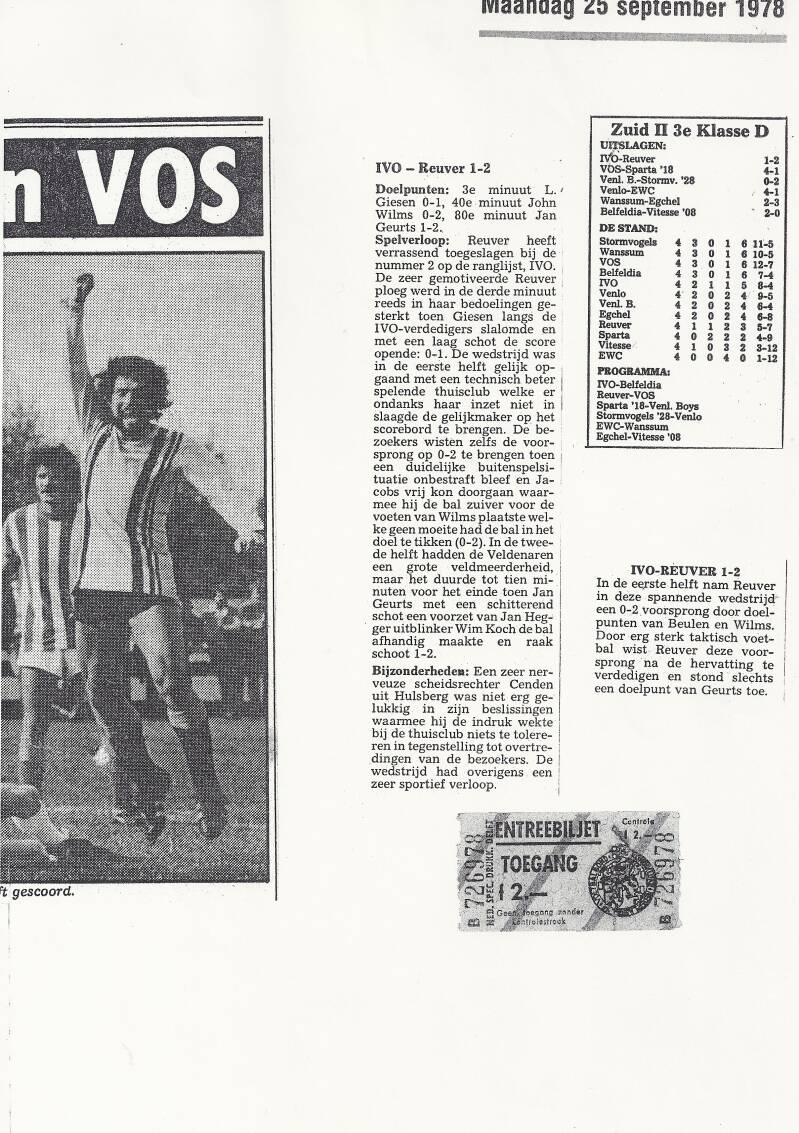 Maandag 25 september 1978
n VOS
ft gescoord.
IVO – Reuver 1-2
Doelpunten: 3e minuut L.
Giesen 0-1, 40e minuut John
Wilms 0-2, 80e minuut Jan
Geurts 1-2.
Spelverloop: Reuver heeft
verrassend toegeslagen bij de
nummer 2 op de ranglijst, IVO.
De zeer gemotiveerde Reuver
ploeg werd in de derde minuut
reeds in haar bedoelingen ge-
sterkt toen Giesen langs de
IVO-verdedigers slalomde en
met een laag schot de score
opende: 0-1. De wedstrijd was
in de eerste helft gelijk op-
gaand met een technisch beter
spelende thuisclub welke er
ondanks haar inzet niet in
slaagde de gelijkmaker op het
scorebord te brengen. De be-
zoekers wisten zelfs de voor-
sprong op 0-2 te brengen toen
een duidelijke buitenspelsi-
tuatie onbestraft bleef en Ja-
cobs vrij kon doorgaan waar-
mee hij de bal zuiver voor de
voeten van Wilms plaatste wel-
ke geen moeite had de bal in het
doel te tikken (0-2). In de twee-
de helft hadden de Veldenaren
een grote veldmeerderheid,
maar het duurde tot tien mi-
nuten voor het einde toen Jan
Geurts met een schitterend
schot een voorzet van Jan Heg-
ger uitblinker Wim Koch de bal
afhandig maakte en raak
schoot 1-2.
Bijzonderheden: Een zeer ner-
veuze scheidsrechter Cenden
uit Hulsberg was niet erg ge-
lukkig in zijn beslissingen
waarmee hij de indruk wekte
bij de thuisclub niets te tolere-
ren in tegenstelling tot overtre-
dingen van de bezoekers. De
wedstrijd had overigens een
zeer sportief verloop.
Zuid II 3e Klasse D
UITSLAGEN:
IVO-Reuver 1-2
VOS-Sparta '18 4-1
Venl. B.-Stormv. '28 0-2
Venlo-EWC 4-1
Wanssum-Egchel 2-3
Belfeldia-Vitesse '08 2-0
DE STAND:
Stormvogels 4 3 0 1 6 11-5
Wanssum 4 3 0 1 6 10-5
VOS 4 3 0 1 6 12-7
Belfeldia 4 3 0 1 6 7-4
IVO 4 2 1 1 5 8-4
Venlo 4 2 0 2 4 9-5
Venl. B. 4 2 0 2 4 6-4
Egchel 4 2 0 2 4 6-8
Reuver 4 1 1 2 3 5-7
Sparta 4 0 2 2 2 4-9
Vitesse 4 1 0 3 2 3-12
EWC 4 0 0 4 0 1-12
PROGRAMMA:
IVO-Belfeldia
Reuver-VOS
Sparta '18-Venl. Boys
Stormvogels '28-Venlo
EWC-Wanssum
Egchel-Vitesse '08
IVO-REUVER 1-2
In de eerste helft nam Reuver
in deze spannende wedstrijd
een 0-2 voorsprong door doel-
punten van Beulen en Wilms.
Door erg sterk taktisch voet-
bal wist Reuver deze voor-
sprong na de hervatting te
verdedigen en stond slechts
een doelpunt van Geurts toe.
B 726978
NED. SPEC. DRUKK. DELFT
ENTREEBILJET
TOEGANG
f 2.—
Geen toegang zonder
controlestrook
Controle
f 2.—
B 726978